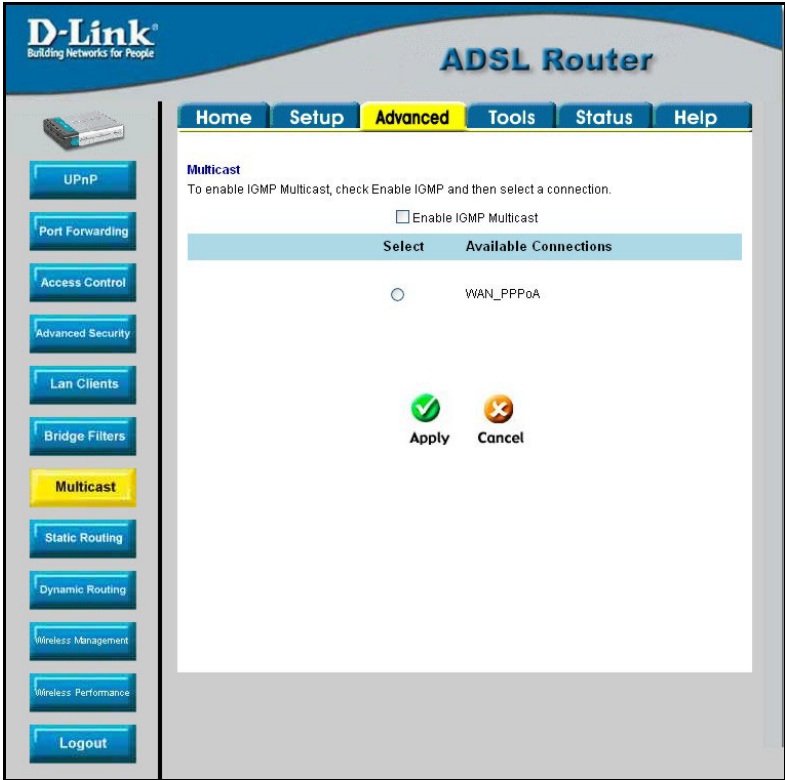 D-Link®
Building Networks for People
ADSL Router
Home Setup Advanced Tools Status Help
UPnP
Port Forwarding
Access Control
Advanced Security
Lan Clients
Bridge Filters
Multicast
Static Routing
Dynamic Routing
Wireless Management
Wireless Performance
Logout
Multicast
To enable IGMP Multicast, check Enable IGMP and then select a connection.
Enable IGMP Multicast
Select Available Connections
WAN_PPPoA
Apply Cancel